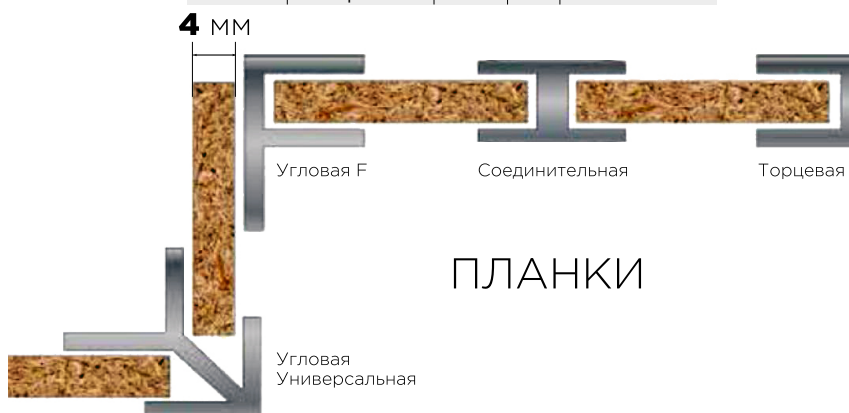 4 мм
Угловая F
Соединительная
Торцевая
ПЛАНКИ
Угловая
Универсальная